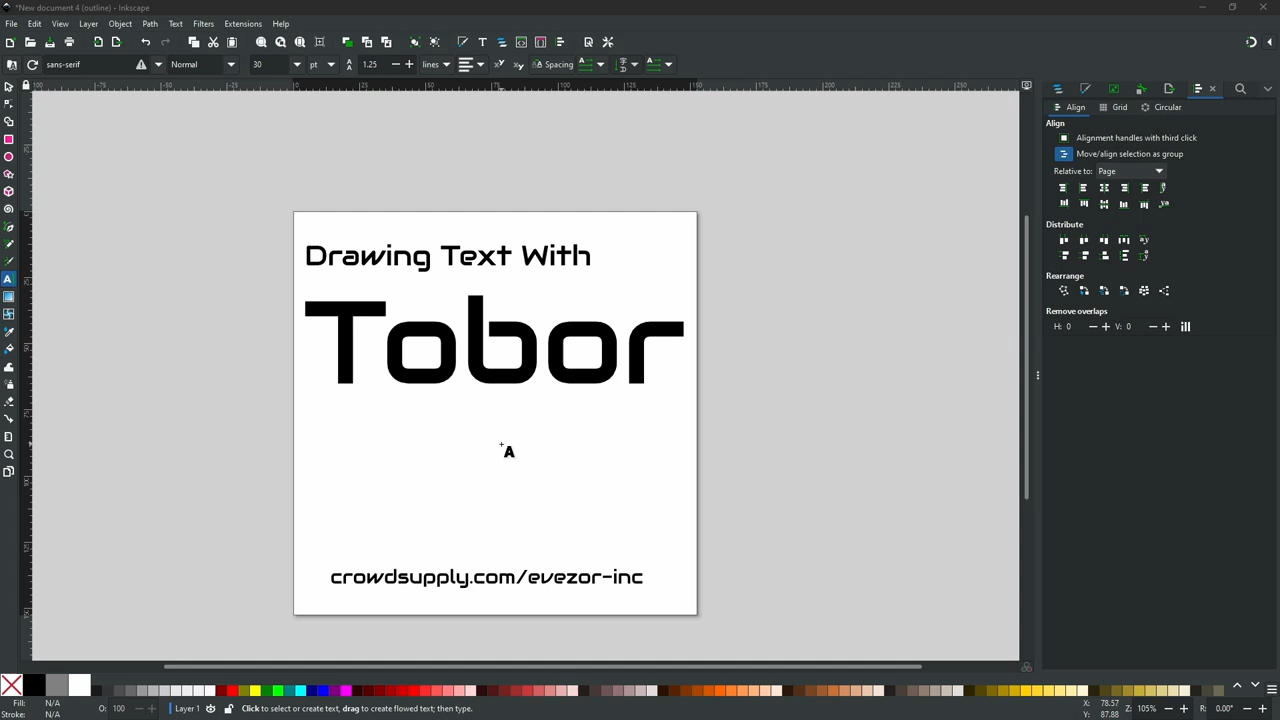 *New document 4 (outline) - Inkscape
File Edit View Layer Object Path Text Filters Extensions Help
sans-serif Normal 30 pt 1.25 lines Spacing
Align Grid Circular
Align
Alignment handles with third click
Move/align selection as group
Relative to: Page
Distribute
Rearrange
Remove overlaps
H: 0 V: 0
Drawing Text With
Tobor
A
crowdsupply.com/evezor-inc
Fill: N/A
Stroke: N/A
O: 100
Layer 1
Click to select or create text, drag to create flowed text; then type.
X: 78.57
Y: 87.88
Z: 105%
R: 0.00°